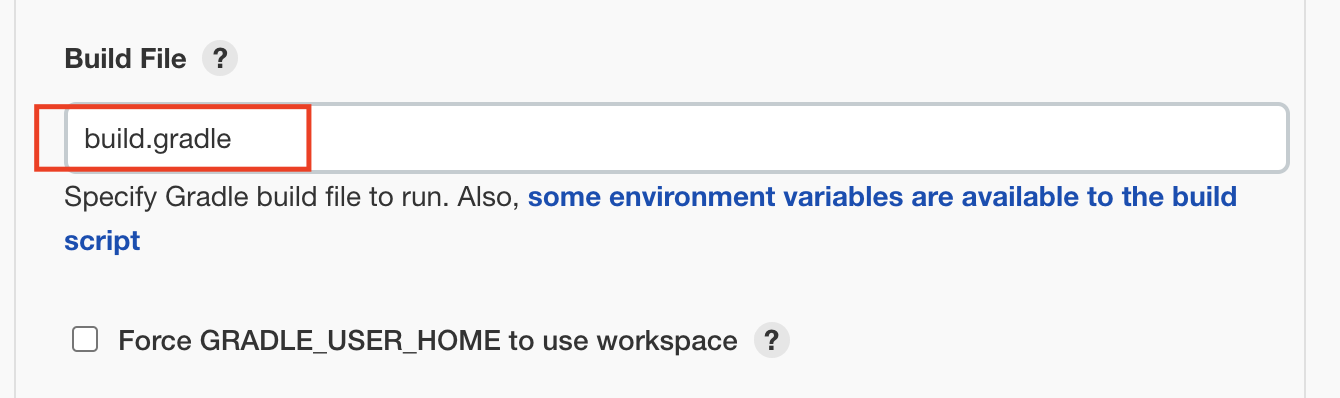 Build File ?
build.gradle
Specify Gradle build file to run. Also, some environment variables are available to the build
script
Force GRADLE_USER_HOME to use workspace ?